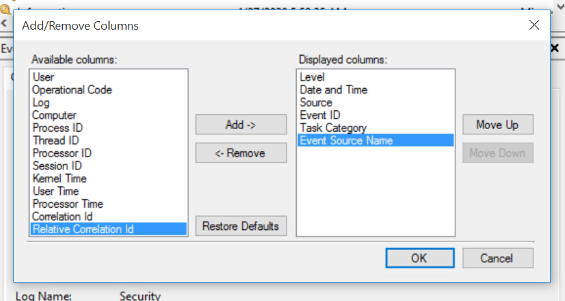 Add/Remove Columns
Available columns:
User
Operational Code
Log
Computer
Process ID
Thread ID
Processor ID
Session ID
Kernel Time
User Time
Processor Time
Correlation Id
Relative Correlation Id
Add ->
<- Remove
Restore Defaults
Displayed columns:
Level
Date and Time
Source
Event ID
Task Category
Event Source Name
Move Up
Move Down
OK
Cancel
Log Name: Security